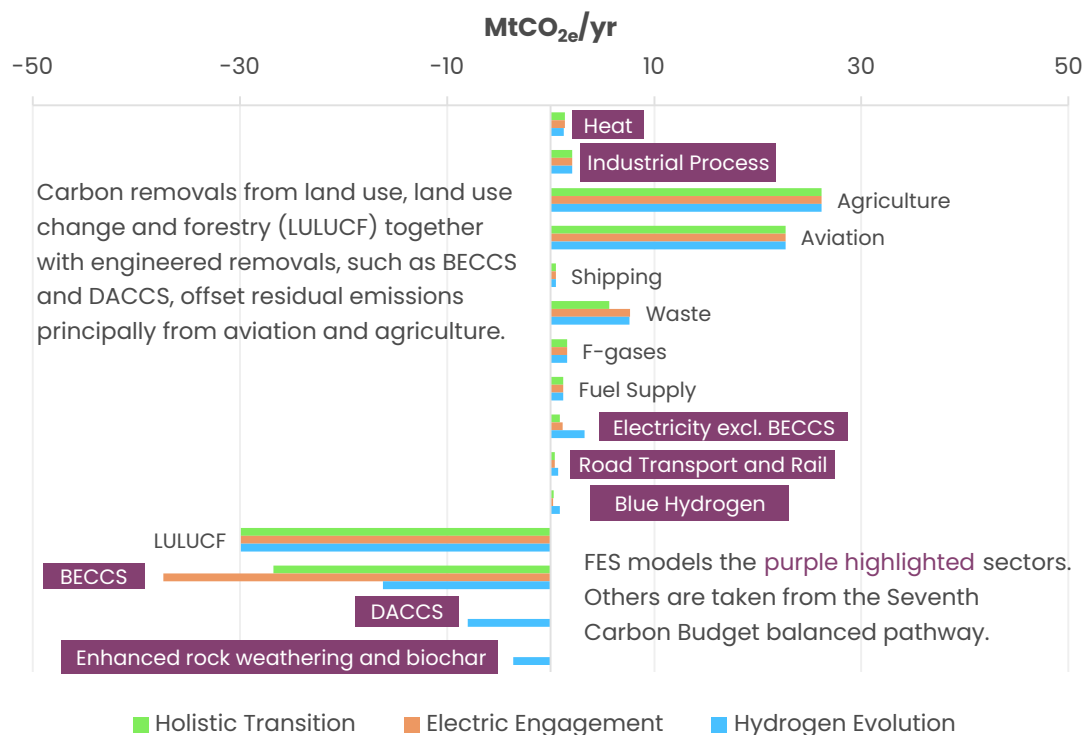 MtCO2e/yr
-50 -30 -10 10 30 50
Heat
Industrial Process
Carbon removals from land use, land use
change and forestry (LULUCF) together
with engineered removals, such as BECCS
and DACCS, offset residual emissions
principally from aviation and agriculture.
Agriculture
Aviation
Shipping
Waste
F-gases
Fuel Supply
Electricity excl. BECCS
Road Transport and Rail
Blue Hydrogen
LULUCF
BECCS
DACCS
Enhanced rock weathering and biochar
FES models the purple highlighted sectors.
Others are taken from the Seventh
Carbon Budget balanced pathway.
Holistic Transition Electric Engagement Hydrogen Evolution